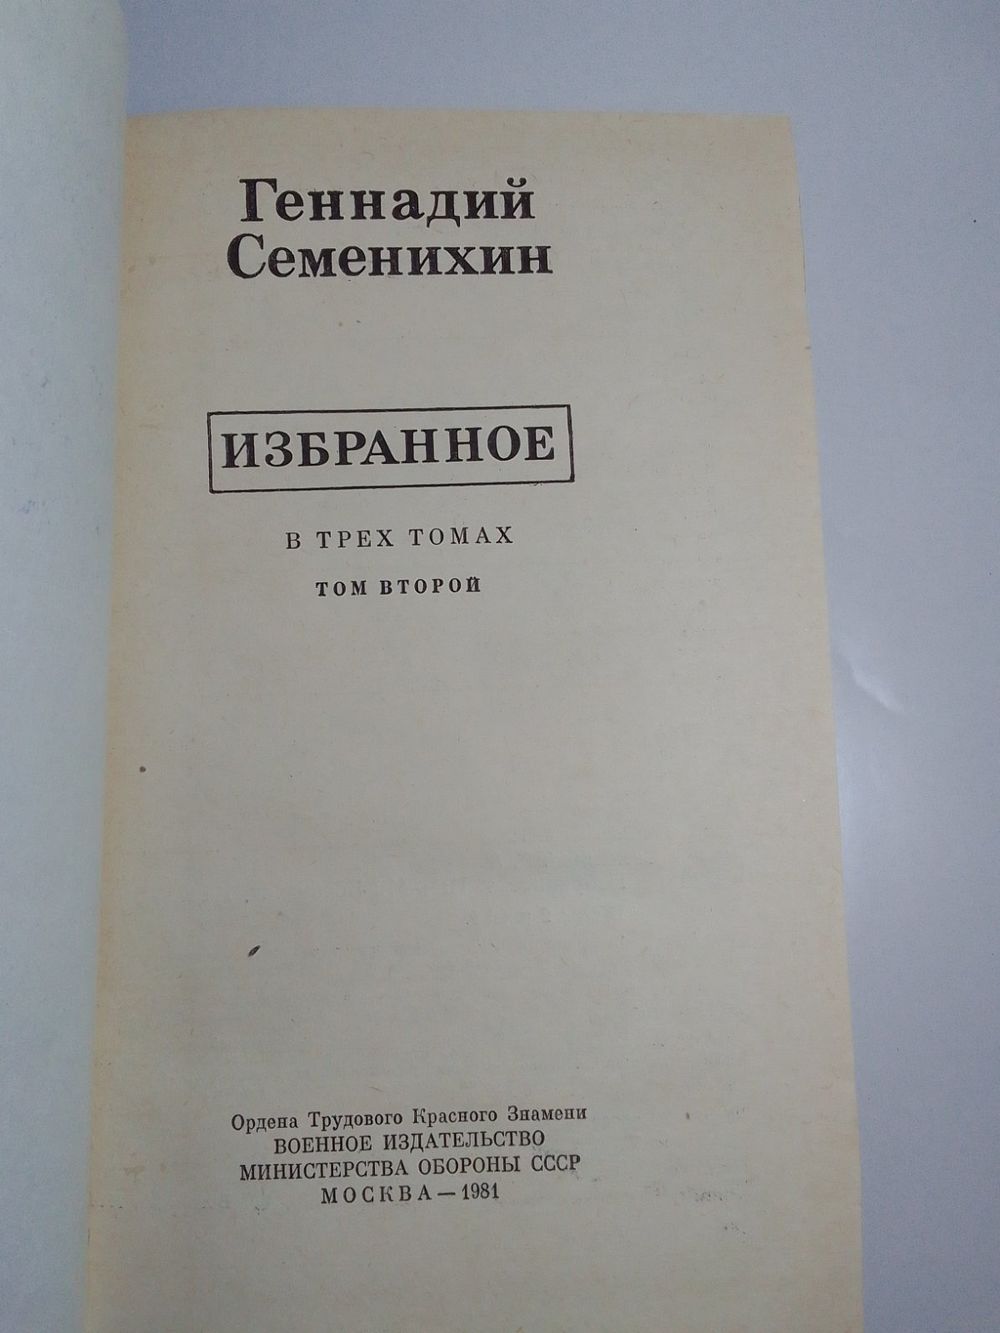 Геннадий
Семенихин
ИЗБРАННОЕ
В ТРЕХ ТОМАХ
ТОМ ВТОРОЙ
Ордена Трудового Красного Знамени
ВОЕННОЕ ИЗДАТЕЛЬСТВО
МИНИСТЕРСТВА ОБОРОНЫ СССР
МОСКВА — 1981